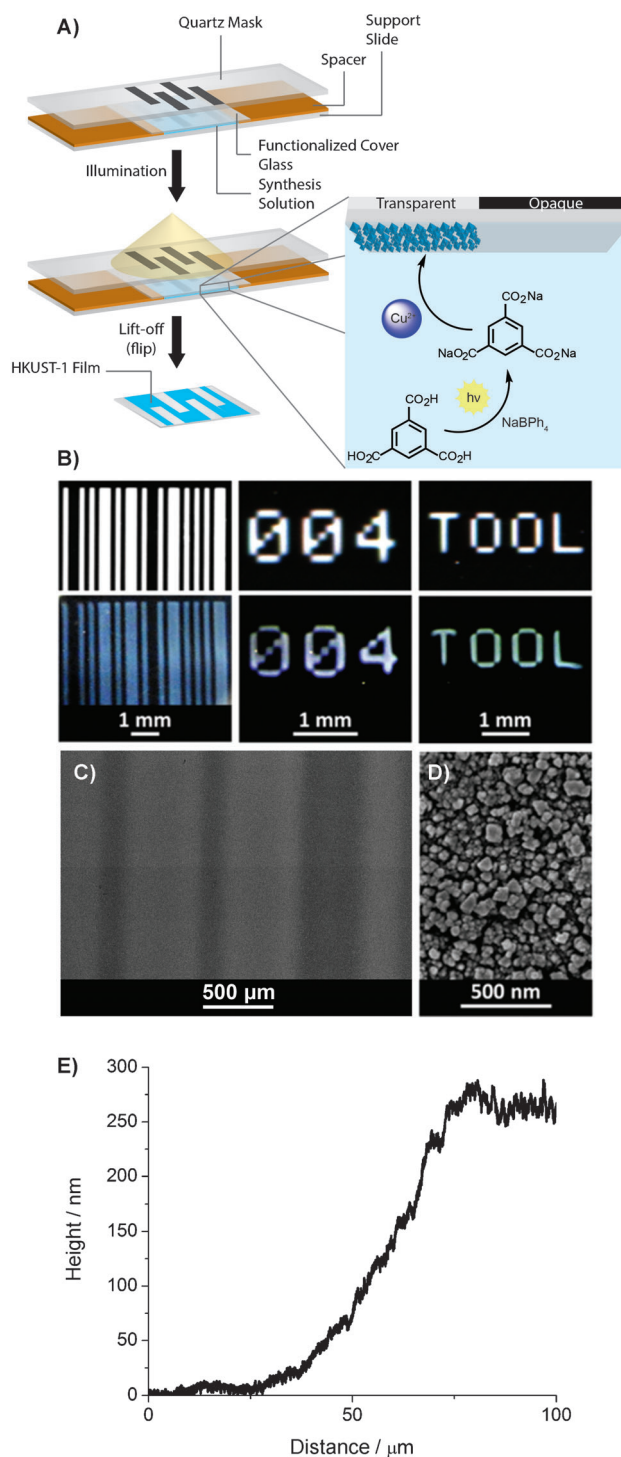 A)
Quartz Mask
Support
Slide
Spacer
Functionalized Cover
Glass
Synthesis
Solution
Illumination
Transparent
Opaque
Lift-off
(flip)
HKUST-1 Film
Cu²⁺
CO₂Na
NaO₂C
CO₂Na
hν
NaBPh₄
CO₂H
HO₂C
CO₂H
B)
004
TOOL
004
TOOL
1 mm
1 mm
1 mm
C)
D)
500 µm
500 nm
E)
300
250
200
150
100
50
0
Height / nm
0
50
100
Distance / µm